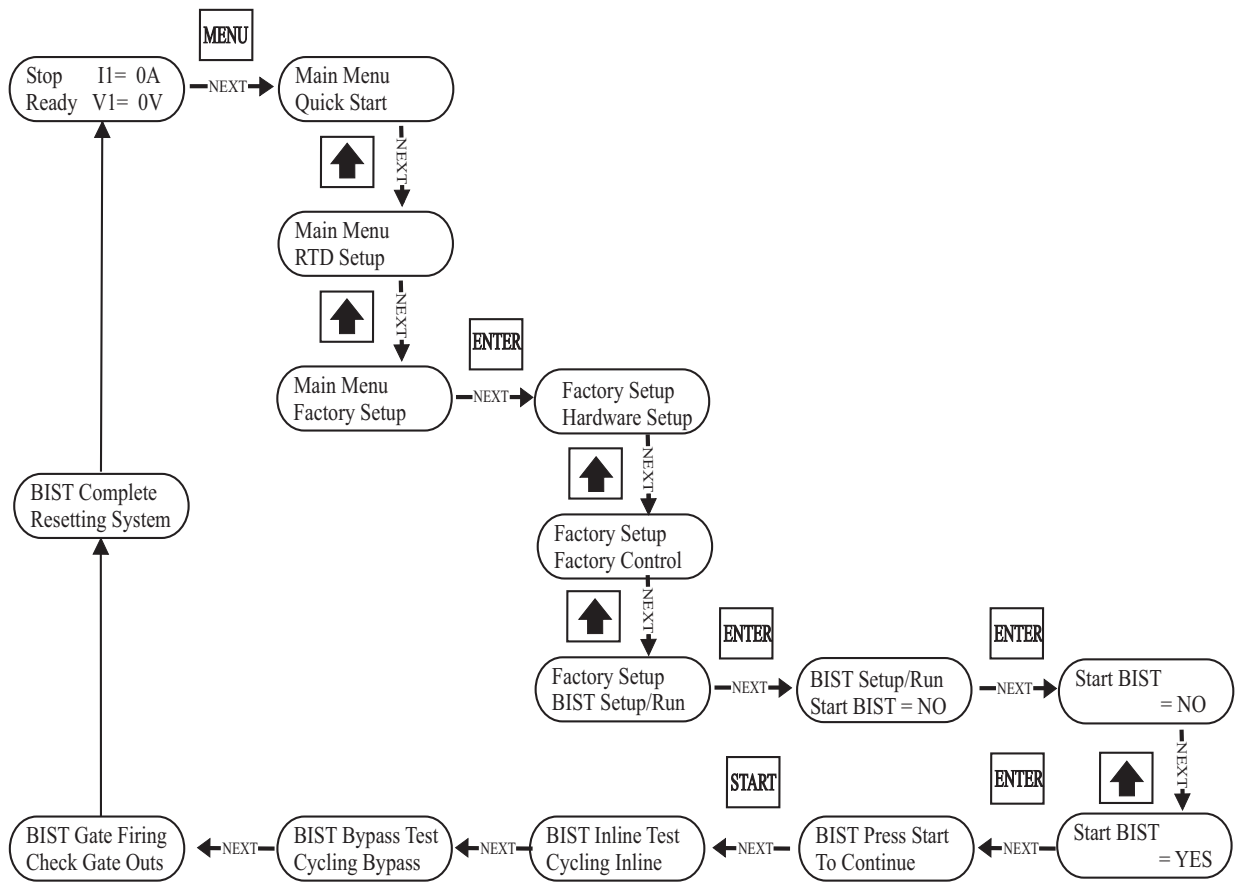 MENU
Stop I1= 0A
Ready V1= 0V
NEXT
Main Menu
Quick Start
NEXT
Main Menu
RTD Setup
NEXT
ENTER
Main Menu
Factory Setup
NEXT
Factory Setup
Hardware Setup
NEXT
BIST Complete
Resetting System
Factory Setup
Factory Control
NEXT
ENTER
ENTER
Factory Setup
BIST Setup/Run
NEXT
BIST Setup/Run
Start BIST = NO
NEXT
Start BIST
= NO
NEXT
START
ENTER
BIST Gate Firing
Check Gate Outs
NEXT
BIST Bypass Test
Cycling Bypass
NEXT
BIST Inline Test
Cycling Inline
NEXT
BIST Press Start
To Continue
NEXT
Start BIST
= YES